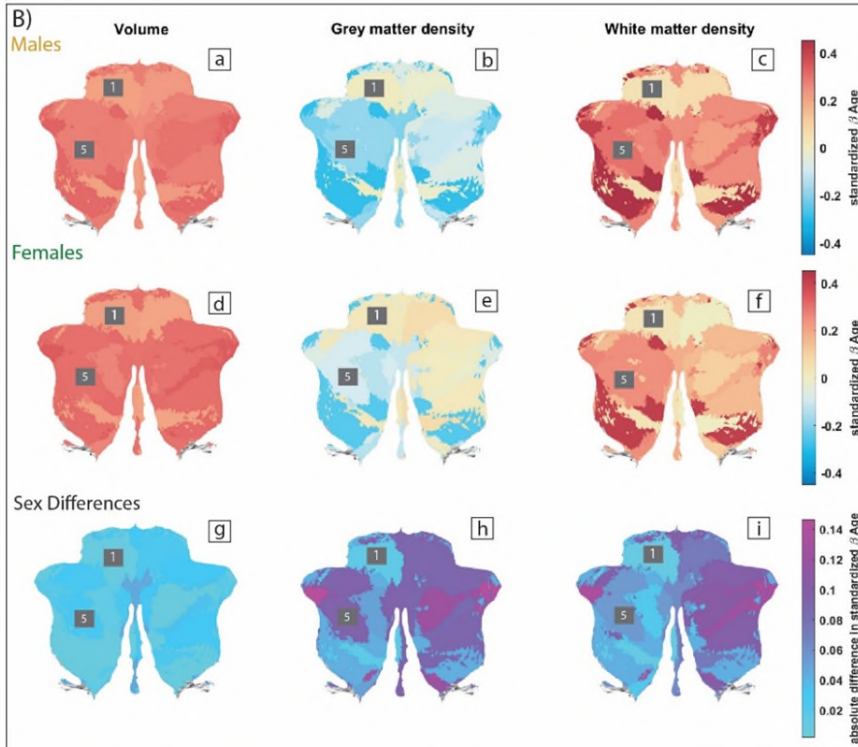 B)
Volume Grey matter density White matter density
Males
a b c
1 1 1
5 5 5
0.4
0.2
0
-0.2
-0.4
standardized β Age
Females
d e f
1 1 1
5 5 5
0.4
0.2
0
-0.2
-0.4
standardized β Age
Sex Differences
g h i
1 1 1
5 5 5
0.14
0.12
0.1
0.08
0.06
0.04
0.02
absolute difference in standardized β Age